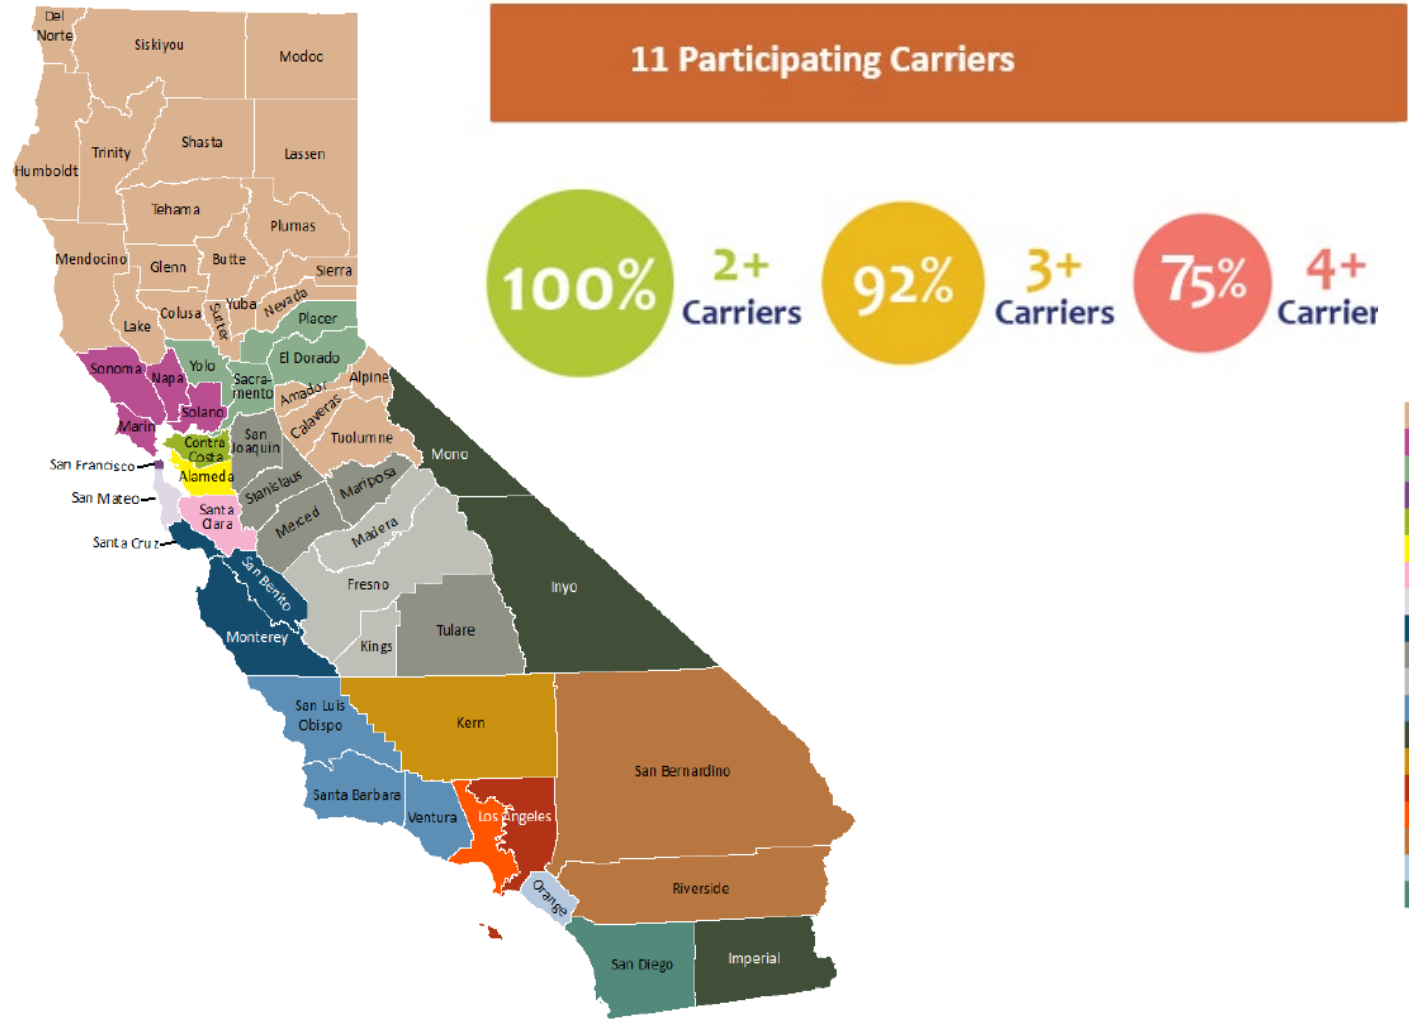 11 Participating Carriers
100%
2+
Carriers
92%
3+
Carriers
75%
4+
Carrier
Del
Norte
Siskiyou
Modoc
Humboldt
Trinity
Shasta
Lassen
Tehama
Plumas
Mendocino
Glenn
Butte
Sierra
Lake
Colusa
Sutter
Yuba
Nevada
Placer
Sonoma
Napa
Yolo
El Dorado
Sacra-
mento
Solano
Marin
Amador
Alpine
Calaveras
Tuolumne
Contra
Costa
San
Joaquin
Mono
San Francisco
Alameda
San Mateo
Stanislaus
Mariposa
Santa
Clara
Merced
Madera
Santa Cruz
San Benito
Fresno
Inyo
Monterey
Kings
Tulare
San Luis
Obispo
Kern
San Bernardino
Santa Barbara
Ventura
Los Angeles
Orange
Riverside
San Diego
Imperial